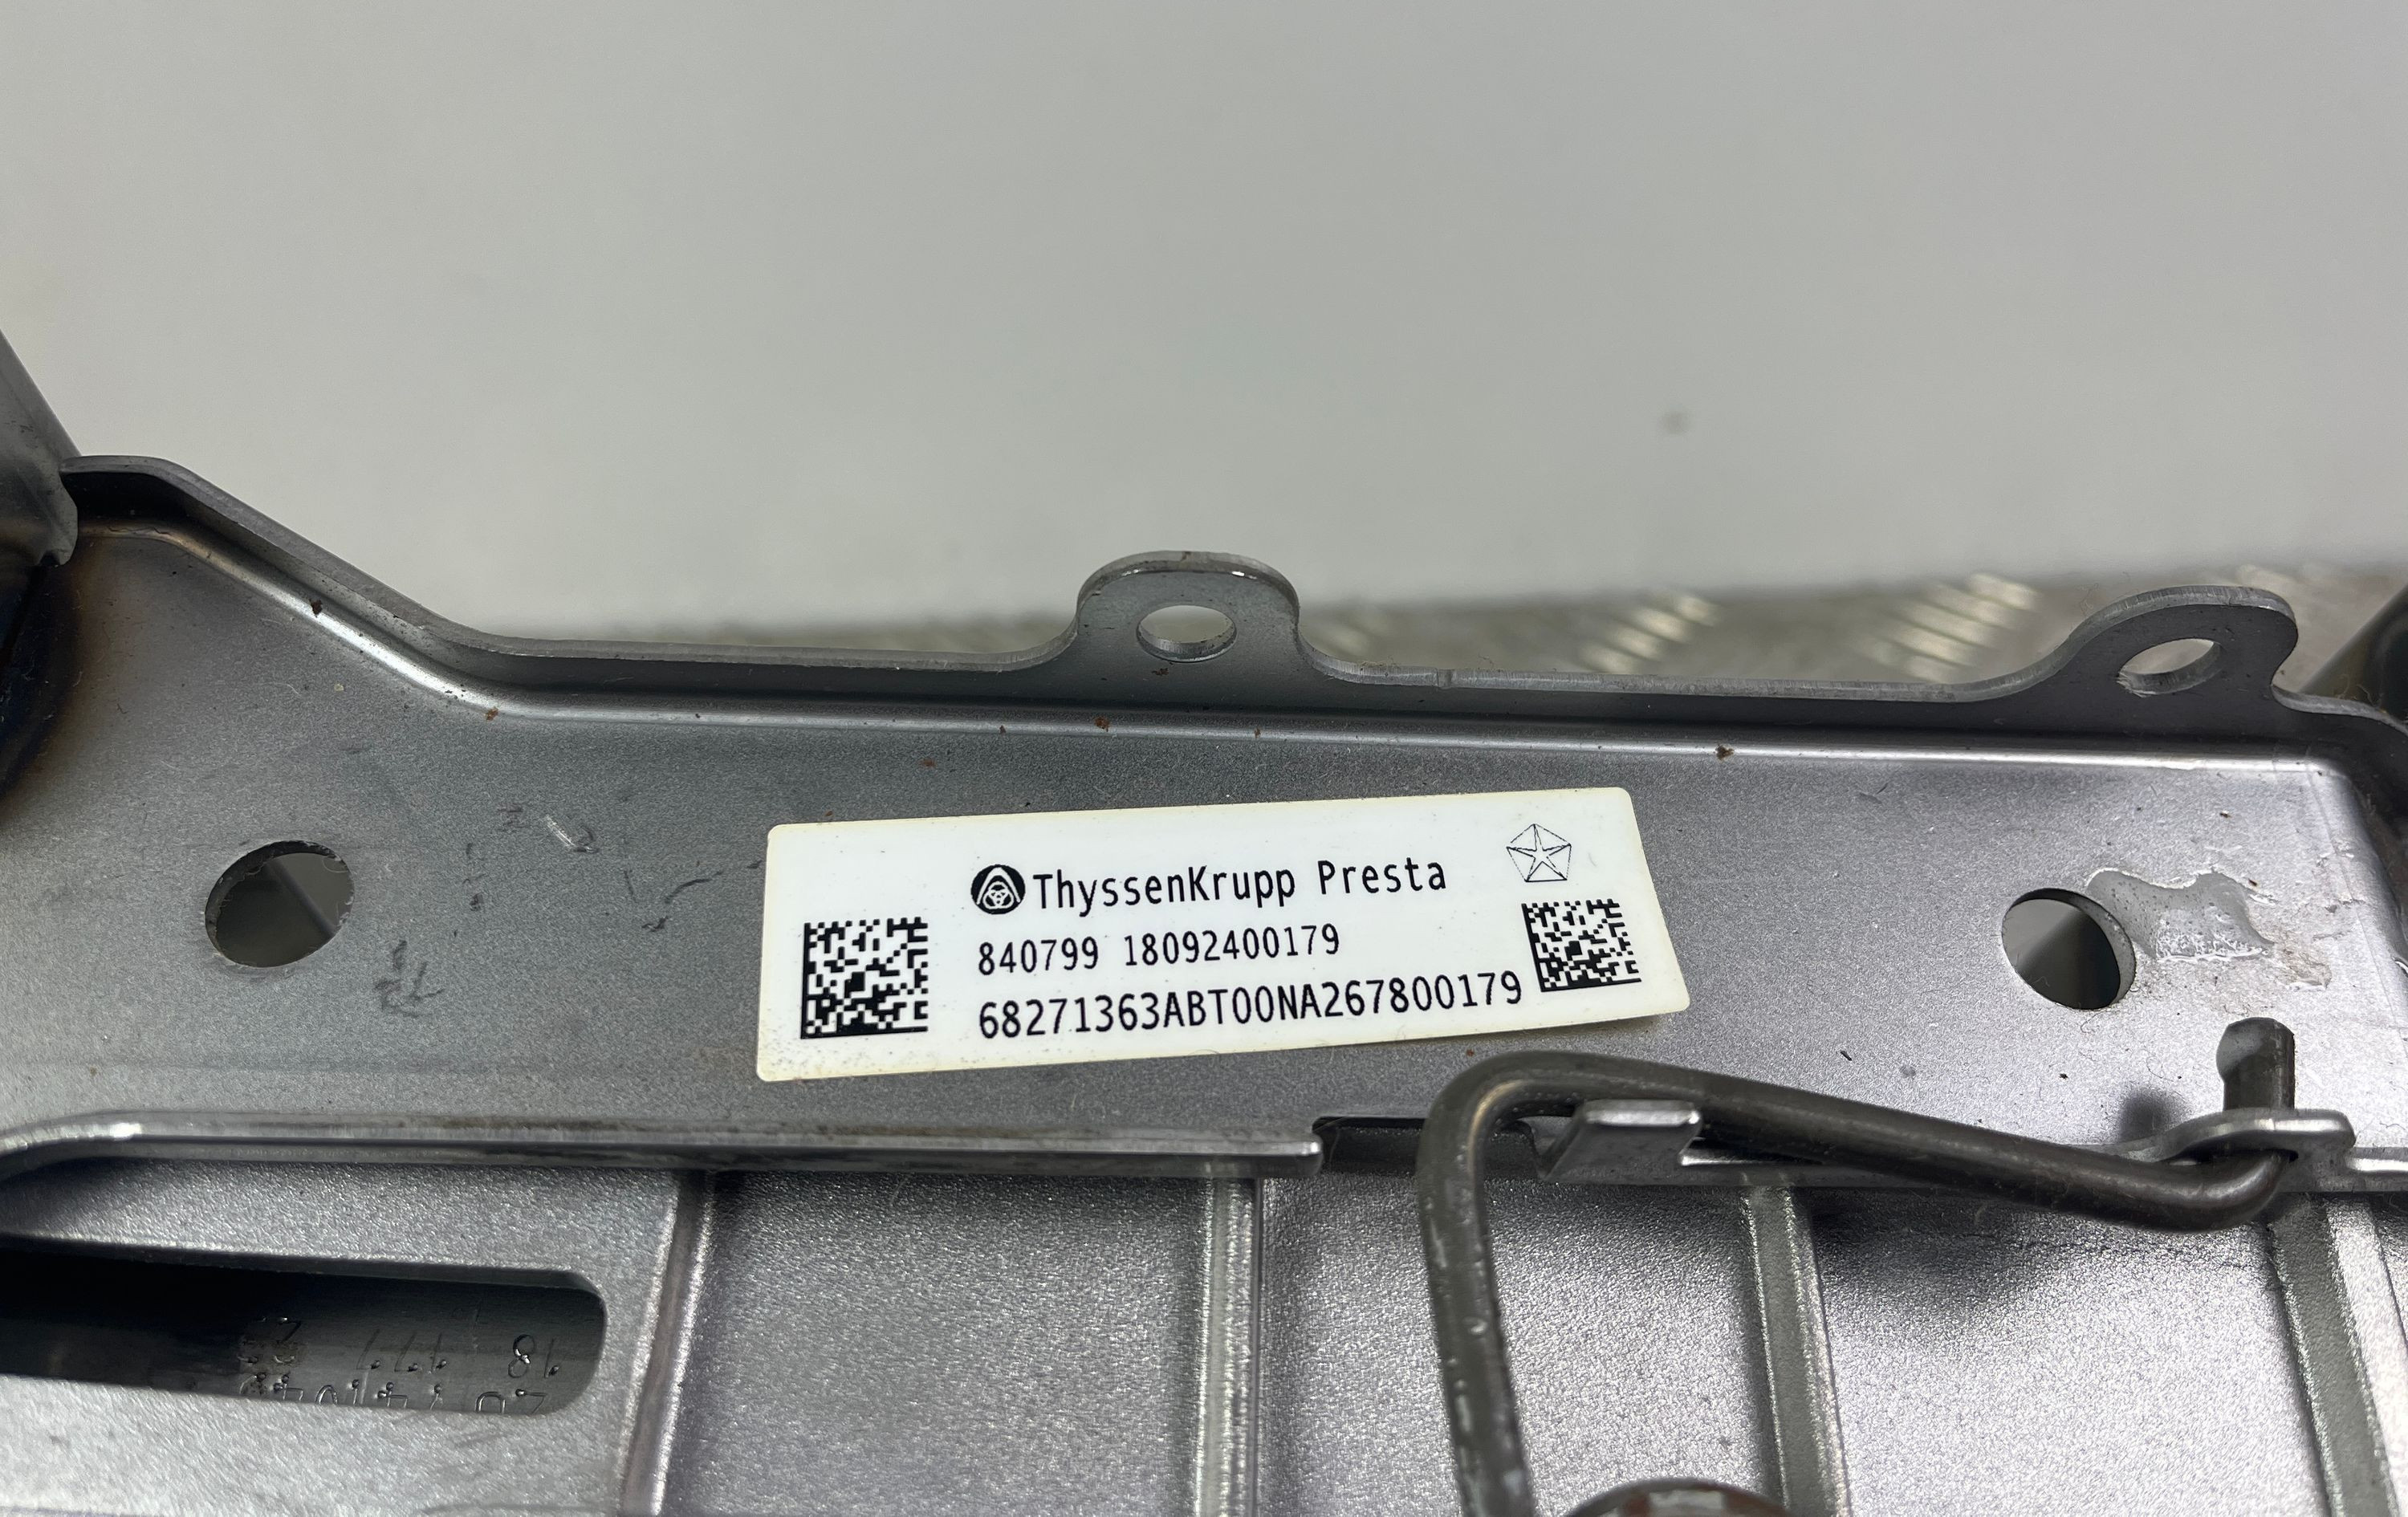 ThyssenKrupp Presta
840799 18092400179
68271363ABT00NA267800179